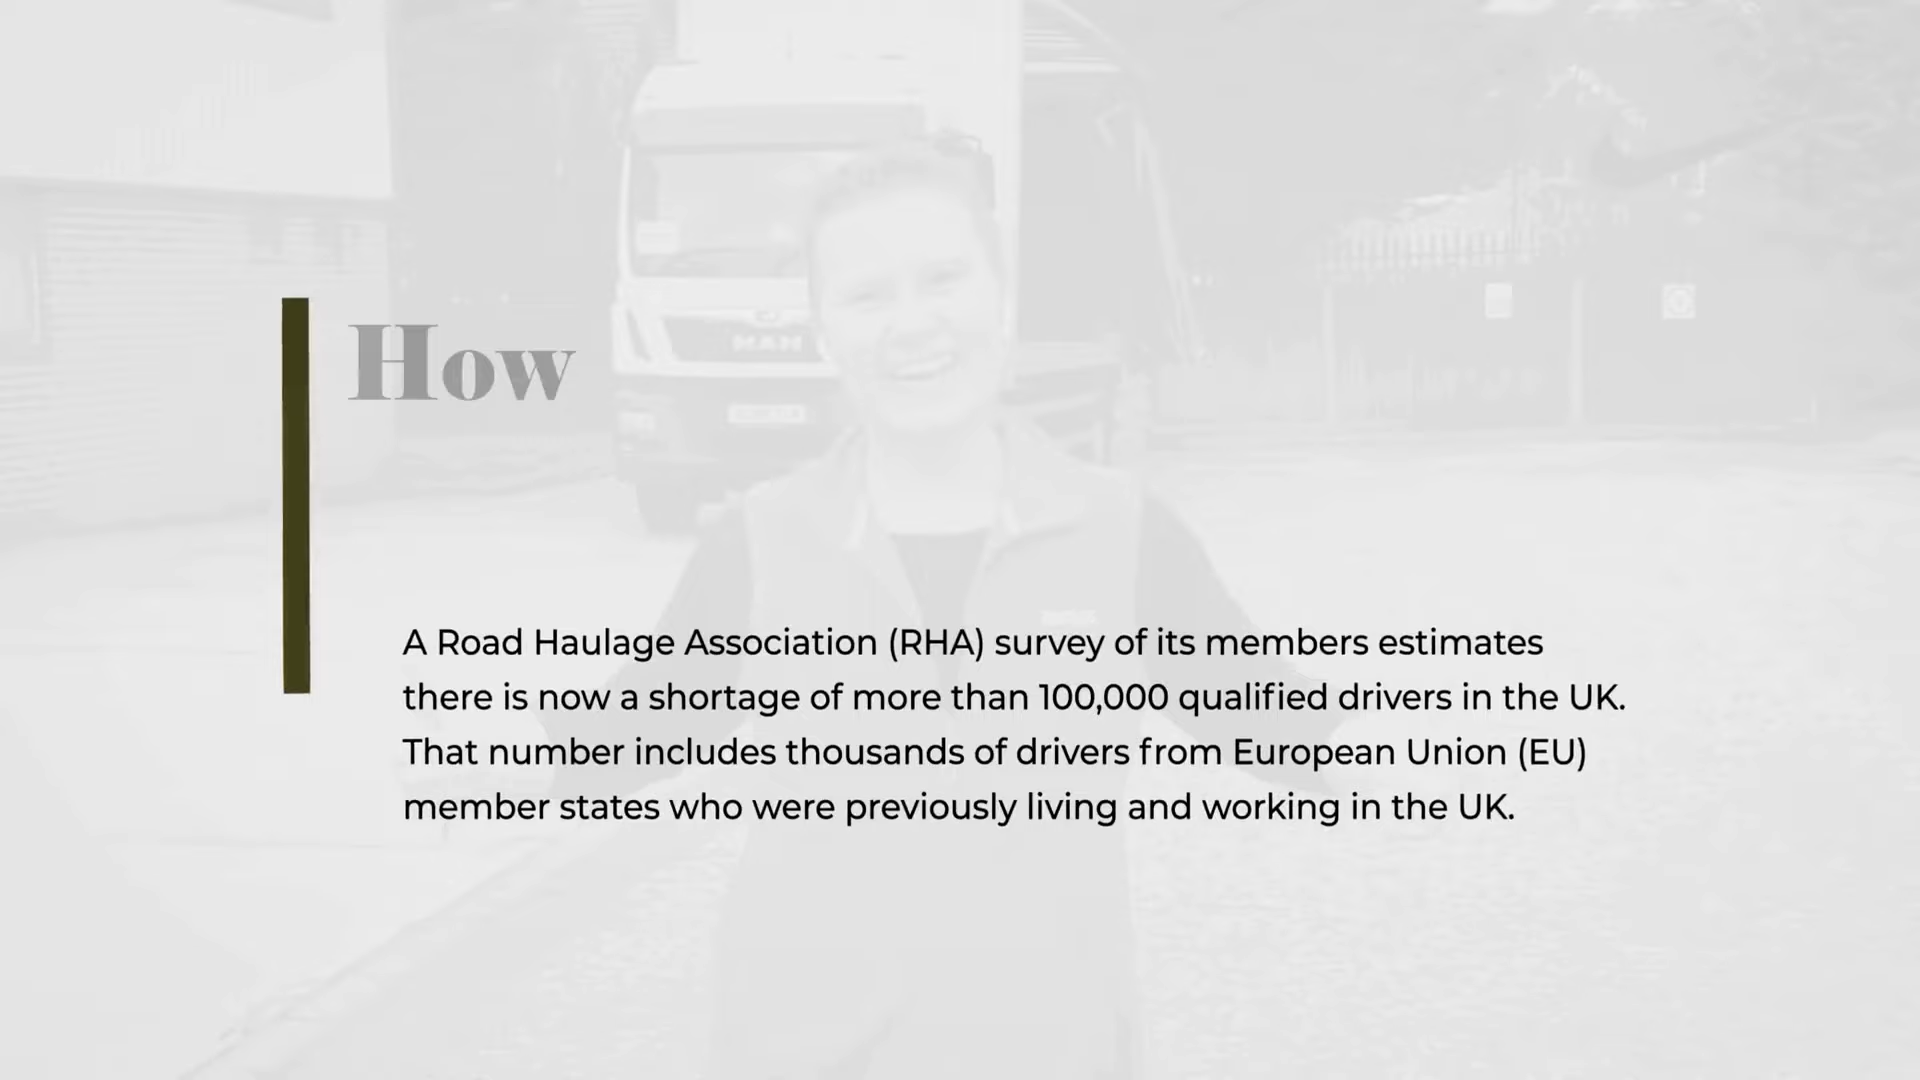 MAN
How
A Road Haulage Association (RHA) survey of its members estimates
there is now a shortage of more than 100,000 qualified drivers in the UK.
That number includes thousands of drivers from European Union (EU)
member states who were previously living and working in the UK.